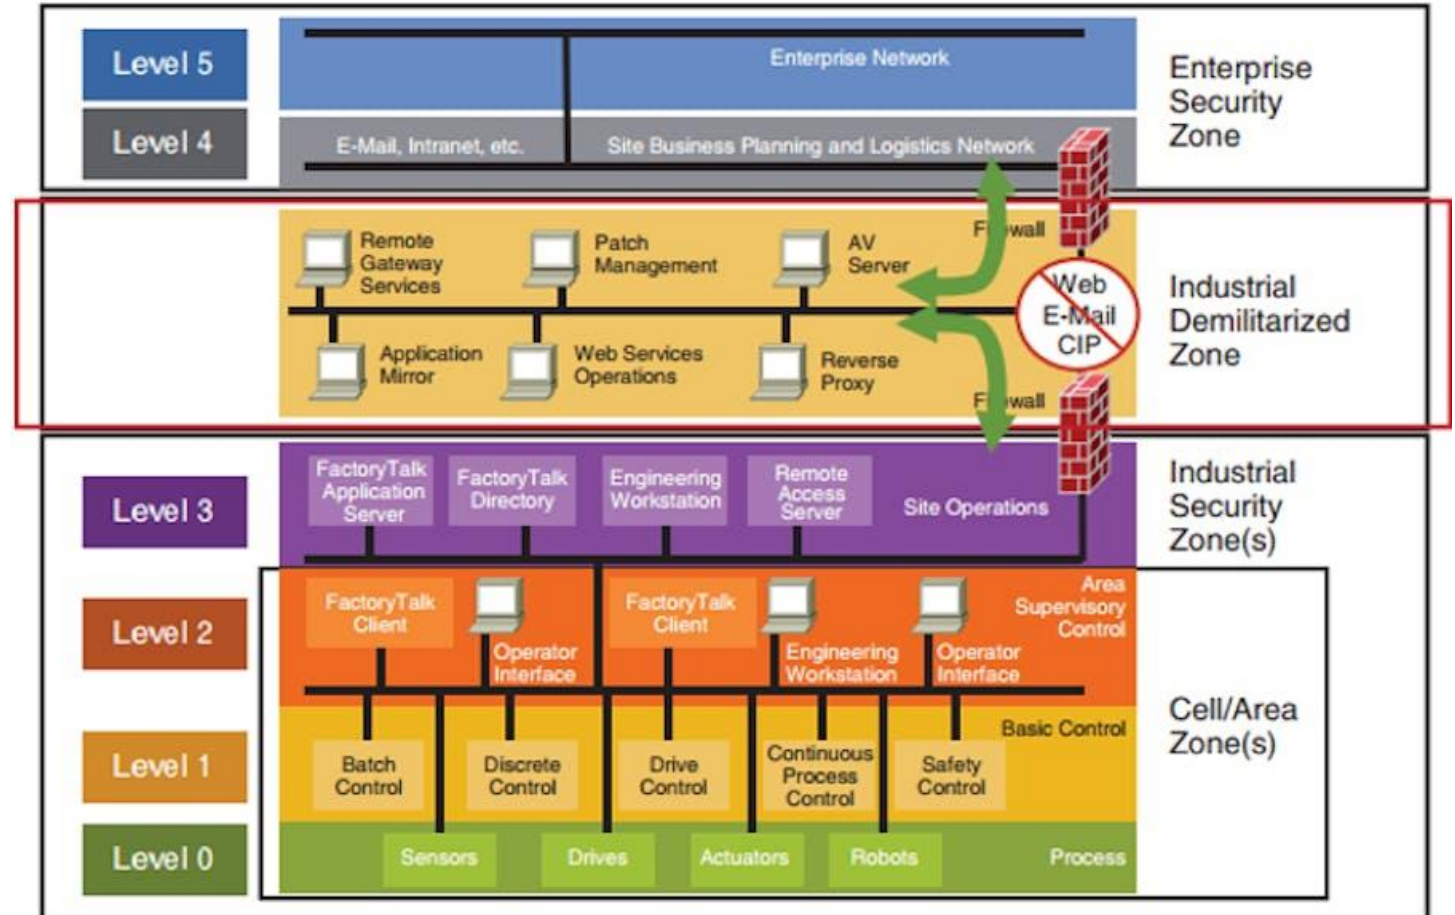 Level 5
Enterprise Network
Enterprise
Security
Zone
Level 4
E-Mail, Intranet, etc.
Site Business Planning and Logistics Network
Remote
Gateway
Services
Patch
Management
AV
Server
Firewall
Web
E-Mail
CIP
Industrial
Demilitarized
Zone
Application
Mirror
Web Services
Operations
Reverse
Proxy
Firewall
Level 3
FactoryTalk
Application
Server
FactoryTalk
Directory
Engineering
Workstation
Remote
Access
Server
Site Operations
Industrial
Security
Zone(s)
Level 2
FactoryTalk
Client
Operator
Interface
FactoryTalk
Client
Engineering
Workstation
Operator
Interface
Area
Supervisory
Control
Cell/Area
Zone(s)
Level 1
Basic Control
Batch
Control
Discrete
Control
Drive
Control
Continuous
Process
Control
Safety
Control
Level 0
Sensors
Drives
Actuators
Robots
Process